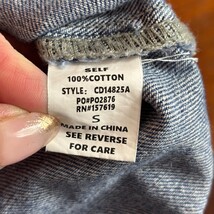 SELF
100%COTTON
STYLE: CD14825A
PO#PO2876
RN#157619
S
MADE IN CHINA
SEE REVERSE
FOR CARE